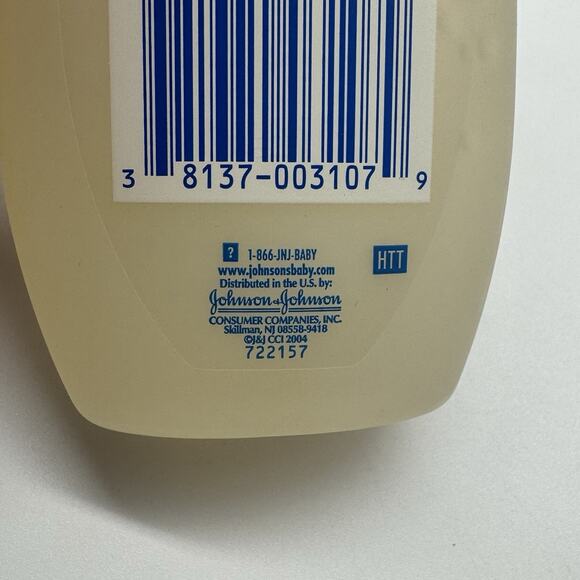 3 8137-003107 9
? 1-866-JNJ-BABY
HTT
www.johnsonsbaby.com
Distributed in the U.S. by:
Johnson & Johnson
CONSUMER COMPANIES, INC.
Skillman, NJ 08558-9418
©J&J CCI 2004
722157